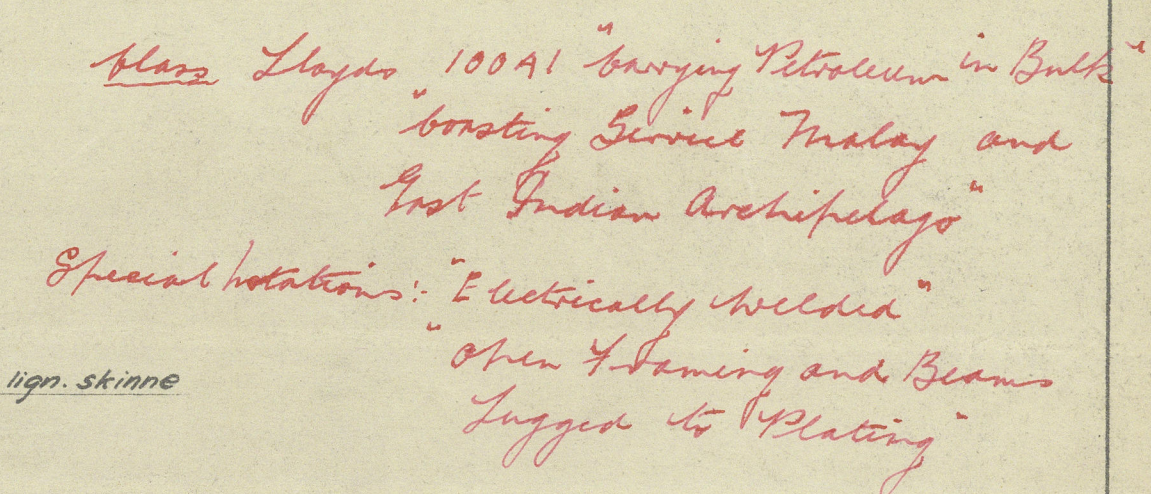 Class Lloyds 100A1 "Carrying Petroleum in Bulk"
"Coasting Service Malay and
East Indian Archipelago"
Special Notations:- "Electrically Welded"
"Open Framing and Beams
lign. skinne
Lugged to Plating"